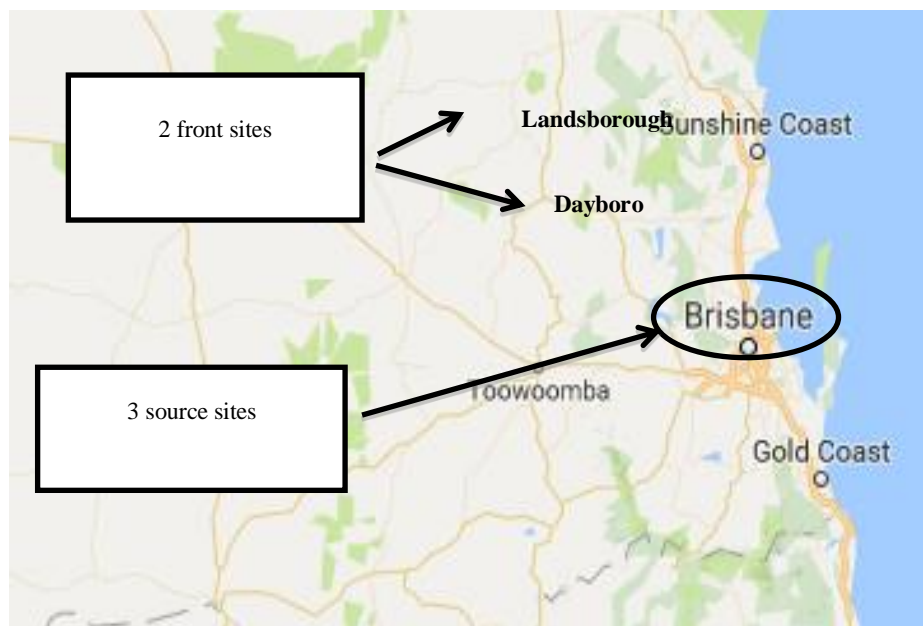 2 front sites
Landsborough
Sunshine Coast
Dayboro
Brisbane
3 source sites
Toowoomba
Gold Coast